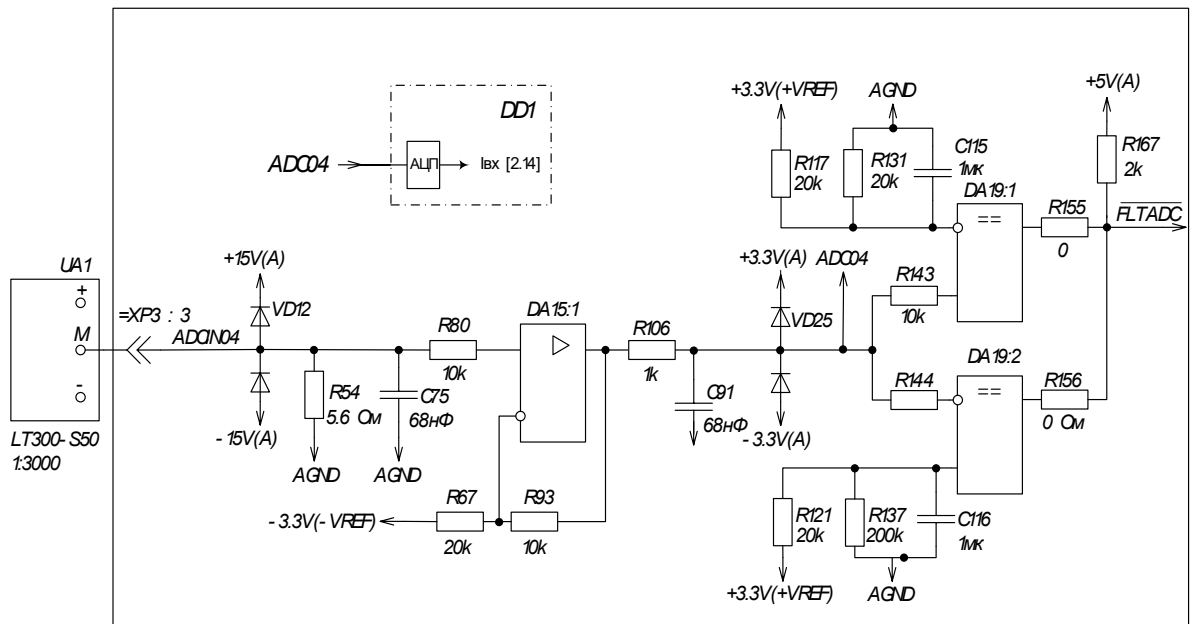 DD1
ADC04
АЦП
Iвх [2.14]
+3.3V(+VREF)
AGND
+5V(A)
R117
20k
R131
20k
C115
1мк
R167
2k
DA19:1
==
R155
0
FLTADC
UA1
+
M
-
LT300-S50
1:3000
=XP3 : 3
ADCIN04
+15V(A)
VD12
-15V(A)
R54
5.6 Ом
AGND
C75
68нФ
AGND
R80
10k
DA15:1
R106
1k
C91
68нФ
+3.3V(A)
ADC04
VD25
-3.3V(A)
R143
10k
R144
DA19:2
==
R156
0 Ом
-3.3V(-VREF)
R67
20k
R93
10k
R121
20k
R137
200k
C116
1мк
+3.3V(+VREF)
AGND